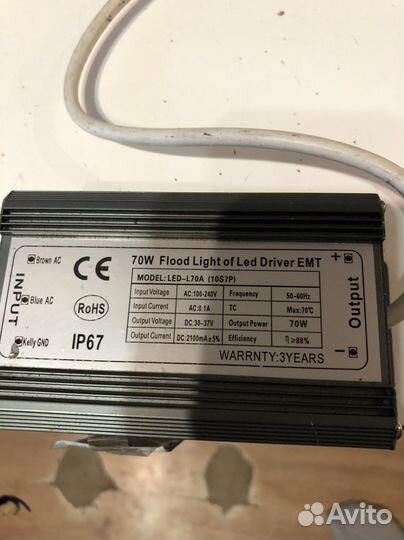 70W Flood Light of Led Driver EMT
MODEL: LED-L70A (10S7P)
Input Voltage AC:100-240V Frequency 50-60Hz
Input Current AC:0.1A TC Max:70℃
Output Voltage DC:30-37V Output Power 70W
Output Current DC:2100mA±5% Efficiency η≥88%
WARRNTY:3YEARS
INPUT
Brown AC
Blue AC
Kelly GND
CE
RoHS
IP67
+
Output
−
Avito